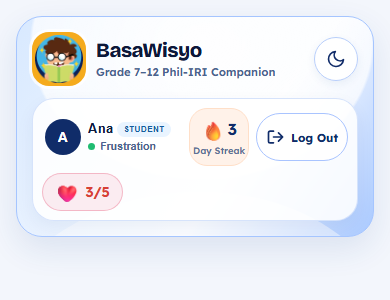 BasaWisyo
Grade 7–12 Phil-IRI Companion
A
Ana STUDENT
Frustration
🔥 3
Day Streak
Log Out
❤️ 3/5